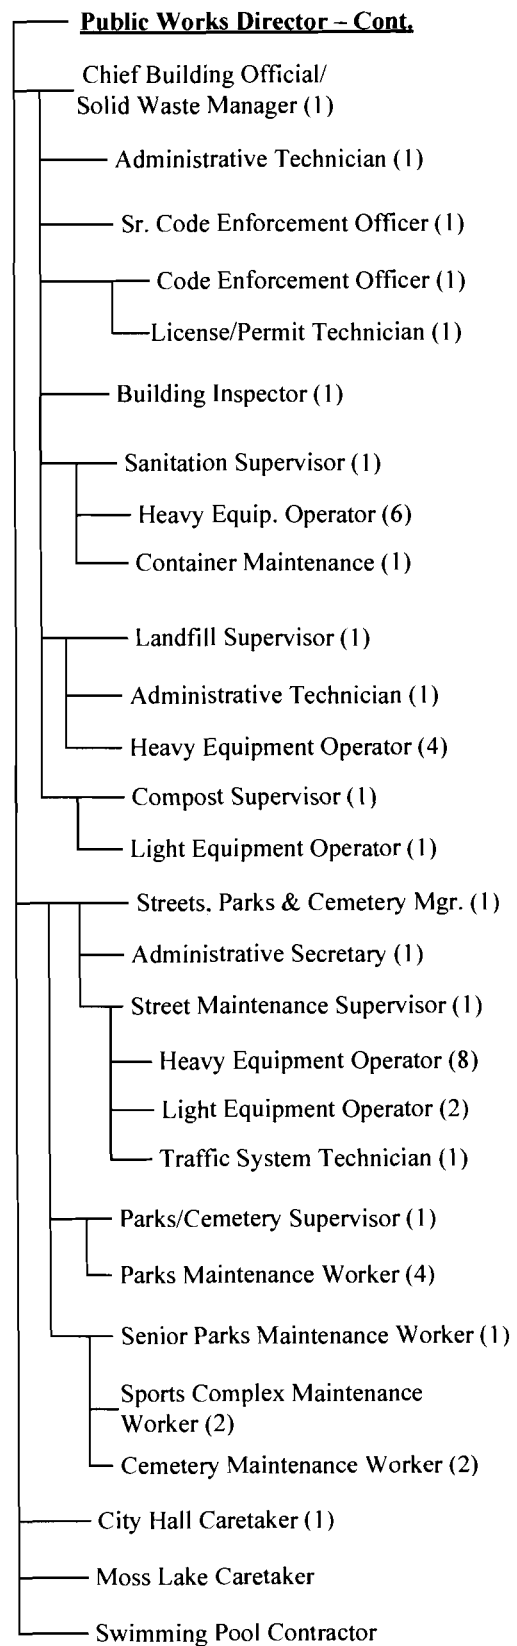 Public Works Director – Cont.
Chief Building Official/
Solid Waste Manager (1)
Administrative Technician (1)
Sr. Code Enforcement Officer (1)
Code Enforcement Officer (1)
License/Permit Technician (1)
Building Inspector (1)
Sanitation Supervisor (1)
Heavy Equip. Operator (6)
Container Maintenance (1)
Landfill Supervisor (1)
Administrative Technician (1)
Heavy Equipment Operator (4)
Compost Supervisor (1)
Light Equipment Operator (1)
Streets, Parks & Cemetery Mgr. (1)
Administrative Secretary (1)
Street Maintenance Supervisor (1)
Heavy Equipment Operator (8)
Light Equipment Operator (2)
Traffic System Technician (1)
Parks/Cemetery Supervisor (1)
Parks Maintenance Worker (4)
Senior Parks Maintenance Worker (1)
Sports Complex Maintenance
Worker (2)
Cemetery Maintenance Worker (2)
City Hall Caretaker (1)
Moss Lake Caretaker
Swimming Pool Contractor